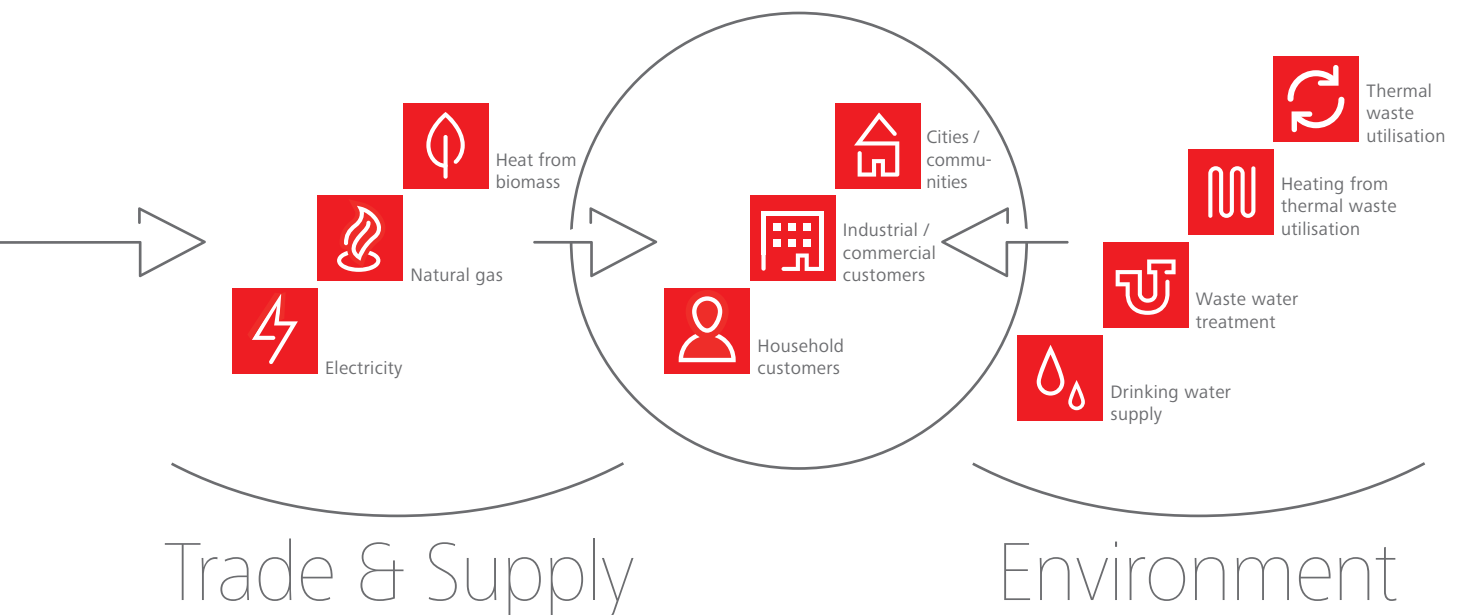 Heat from
biomass
Natural gas
Electricity
Cities /
commu-
nities
Industrial /
commercial
customers
Household
customers
Thermal
waste
utilisation
Heating from
thermal waste
utilisation
Waste water
treatment
Drinking water
supply
Trade & Supply
Environment